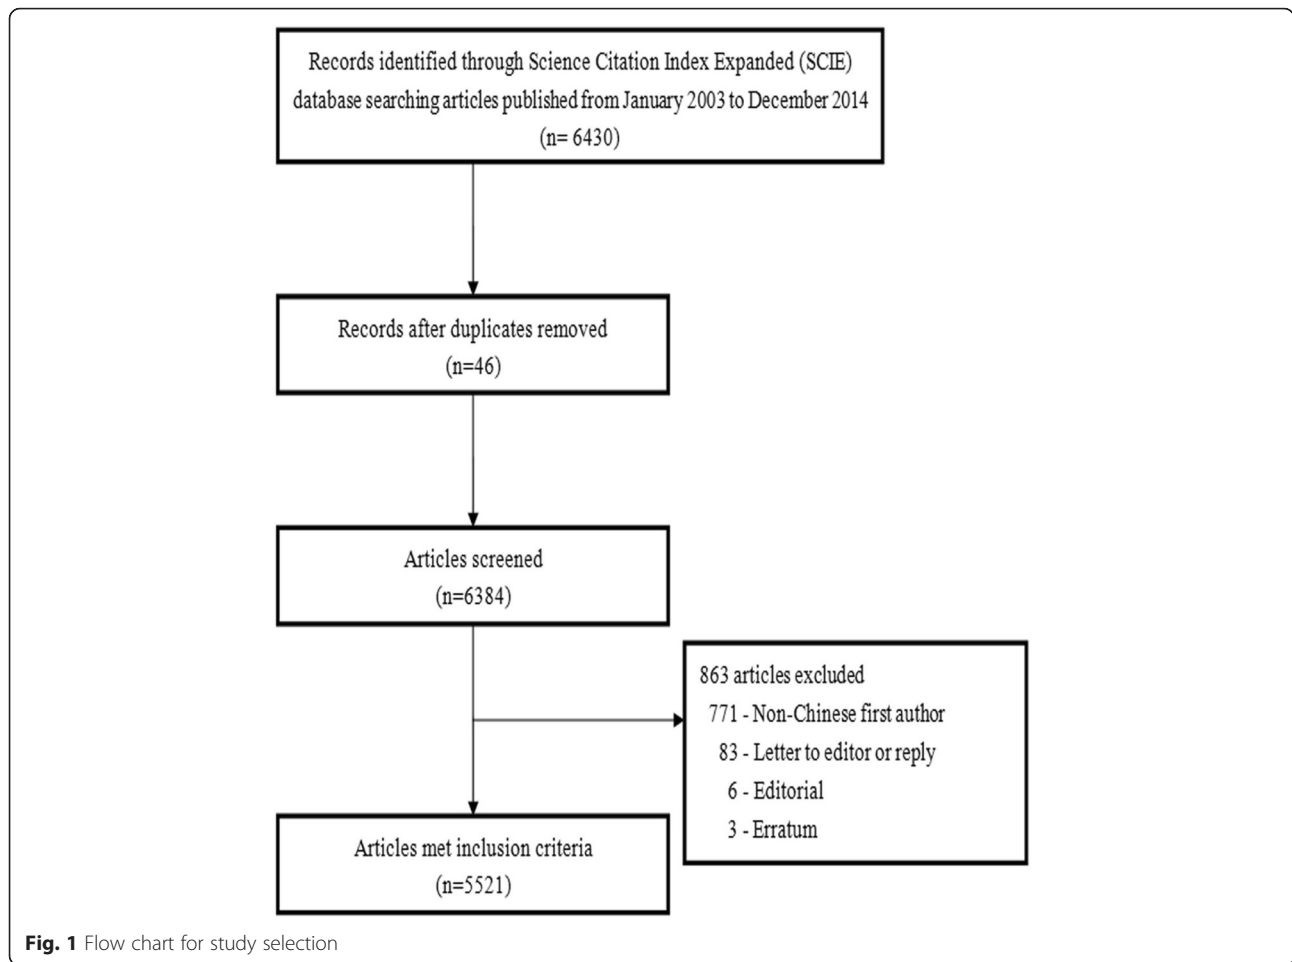 Records identified through Science Citation Index Expanded (SCIE)
database searching articles published from January 2003 to December 2014
(n= 6430)
Records after duplicates removed
(n=46)
Articles screened
(n=6384)
863 articles excluded
771 - Non-Chinese first author
83 - Letter to editor or reply
6 - Editorial
3 - Erratum
Articles met inclusion criteria
(n=5521)
Fig. 1 Flow chart for study selection